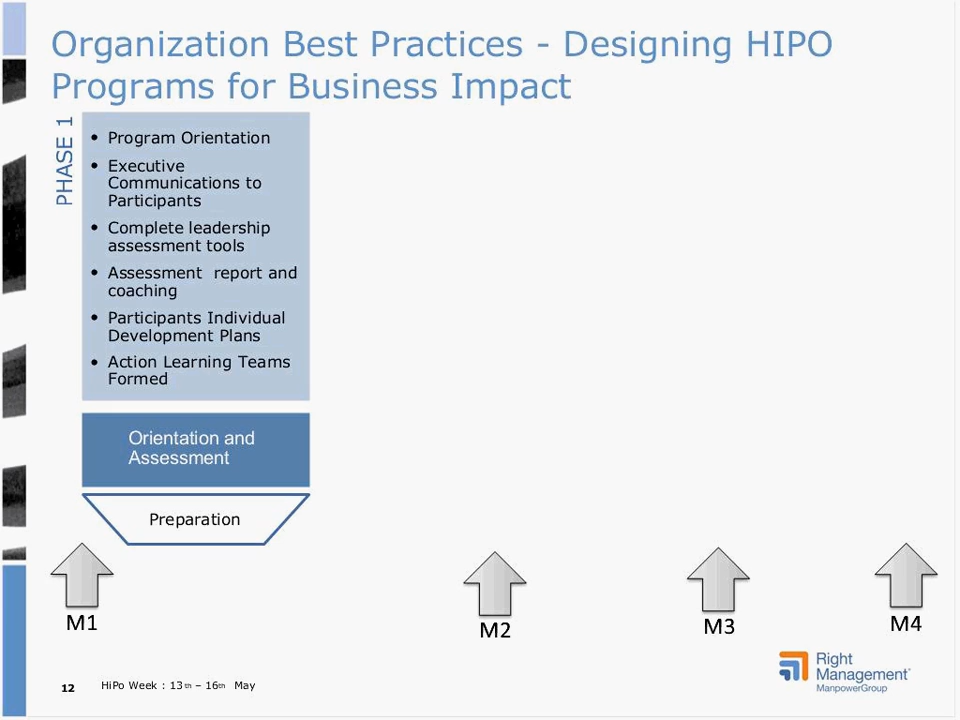 Organization Best Practices - Designing HIPO
Programs for Business Impact
PHASE 1
• Program Orientation
• Executive
Communications to
Participants
• Complete leadership
assessment tools
• Assessment report and
coaching
• Participants Individual
Development Plans
• Action Learning Teams
Formed
Orientation and
Assessment
Preparation
M1
M2
M3
M4
12
HiPo Week : 13th – 16th May
Right
Management
ManpowerGroup